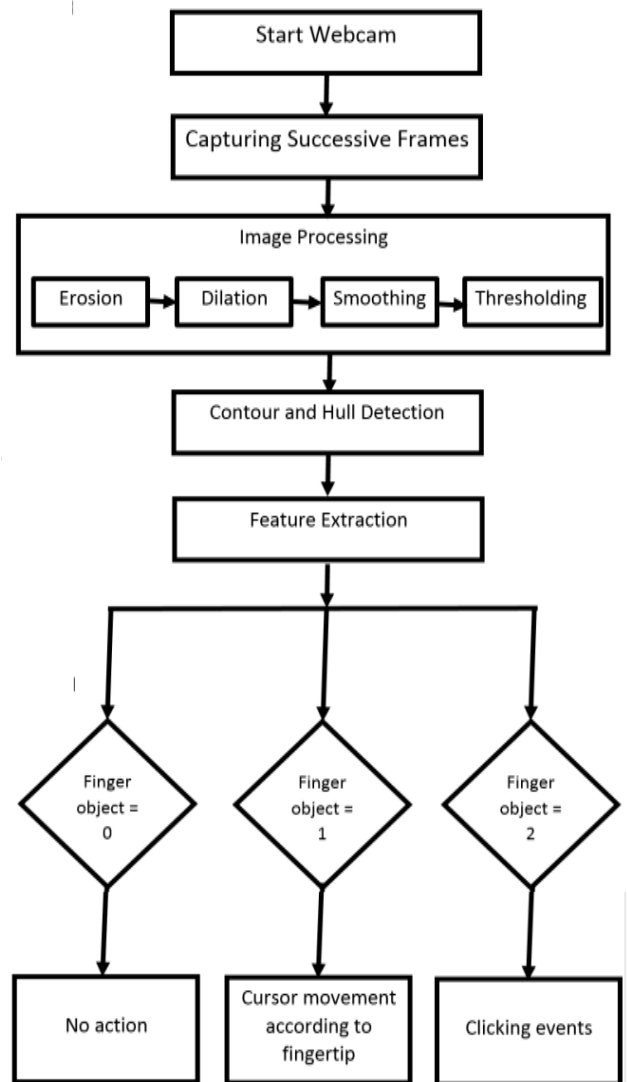 Start Webcam
Capturing Successive Frames
Image Processing
Erosion
Dilation
Smoothing
Thresholding
Contour and Hull Detection
Feature Extraction
Finger
object =
0
Finger
object =
1
Finger
object =
2
No action
Cursor movement
according to
fingertip
Clicking events